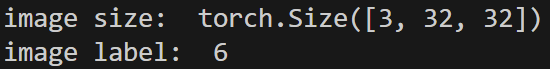 image size:  torch.Size([3, 32, 32])
image label:  6